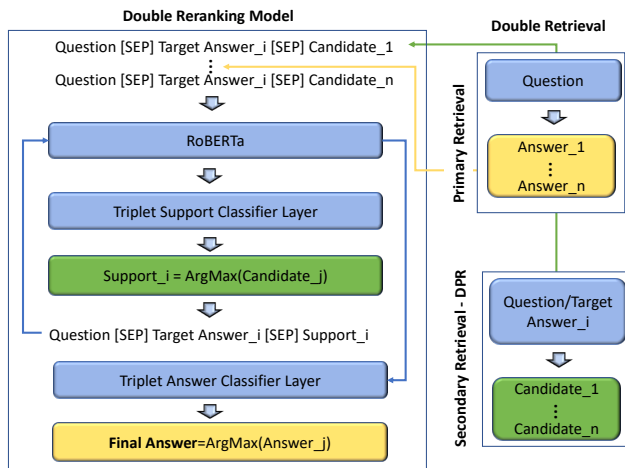 Double Reranking Model
Question [SEP] Target Answer_i [SEP] Candidate_1
⋮
Question [SEP] Target Answer_i [SEP] Candidate_n
RoBERTa
Triplet Support Classifier Layer
Support_i = ArgMax(Candidate_j)
Question [SEP] Target Answer_i [SEP] Support_i
Triplet Answer Classifier Layer
Final Answer=ArgMax(Answer_j)
Double Retrieval
Primary Retrieval
Question
Answer_1
⋮
Answer_n
Secondary Retrieval - DPR
Question/Target
Answer_i
Candidate_1
⋮
Candidate_n